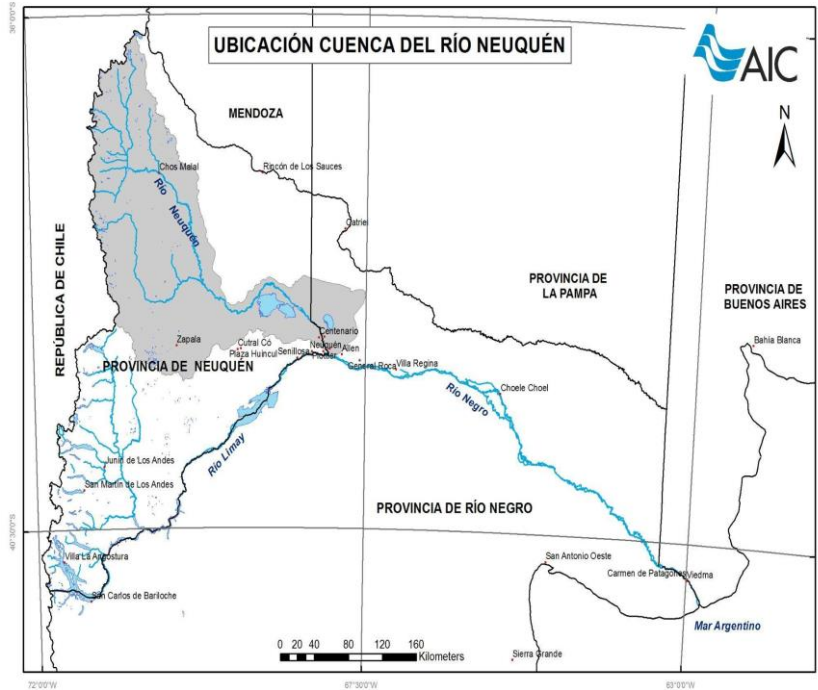 UBICACIÓN CUENCA DEL RÍO NEUQUÉN
AIC
N
MENDOZA
Chos Malal
Rincón de Los Sauces
Río Neuquén
Catriel
REPÚBLICA DE CHILE
PROVINCIA DE
LA PAMPA
PROVINCIA DE
BUENOS AIRES
Bahía Blanca
Zapala
Cutral Có
Plaza Huincul
Centenario
Neuquén
Allen
Senillosa
Plottier
General Roca
Villa Regina
PROVINCIA DE NEUQUÉN
Choele Choel
Río Negro
Río Limay
Junín de Los Andes
San Martín de Los Andes
PROVINCIA DE RÍO NEGRO
Villa La Angostura
San Carlos de Bariloche
San Antonio Oeste
Carmen de Patagones
Viedma
Mar Argentino
Sierra Grande
0 20 40 80 120 160
Kilometers
40°30'0"S
72°0'0"W
67°30'0"W
63°0'0"W